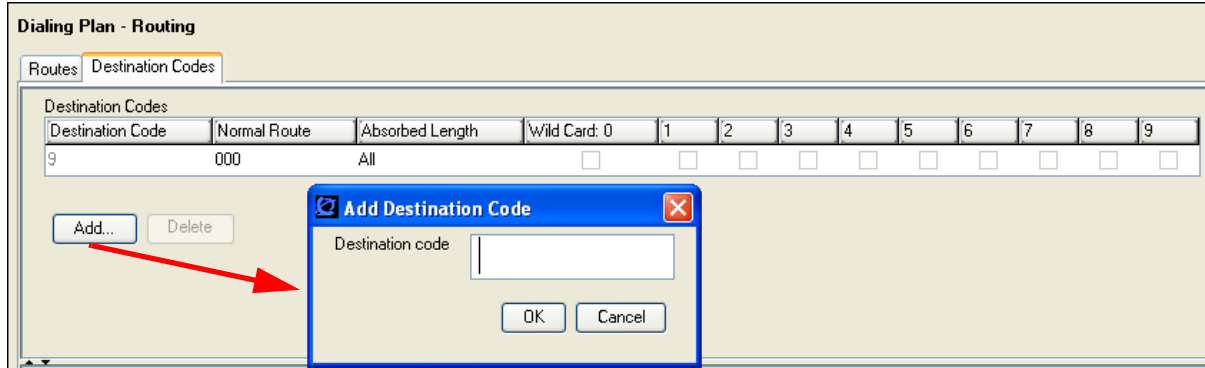 Dialing Plan - Routing
Routes Destination Codes
Destination Codes
Destination Code Normal Route Absorbed Length Wild Card: 0 1 2 3 4 5 6 7 8 9
9 000 All
Add... Delete
Add Destination Code
Destination code
OK Cancel